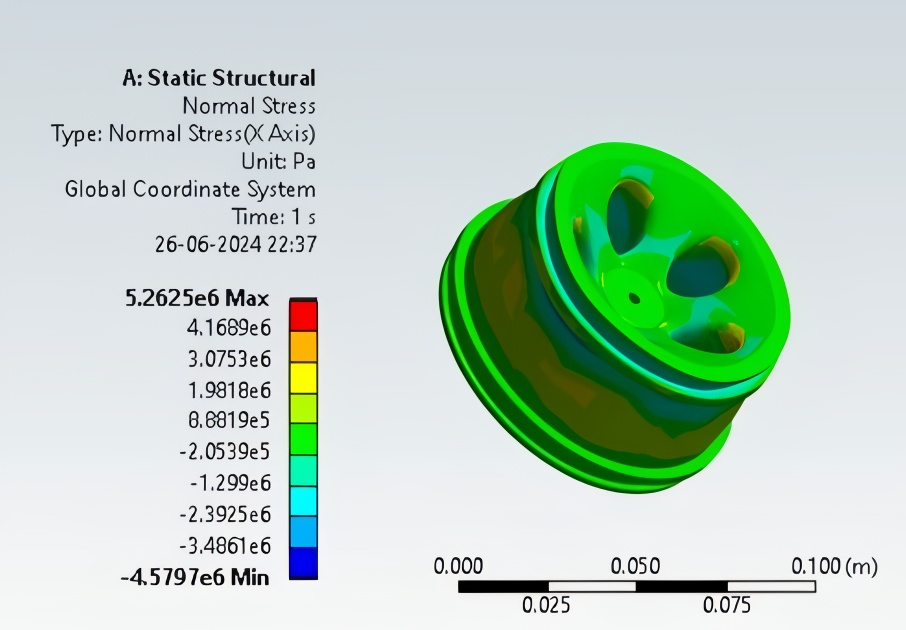 A: Static Structural
Normal Stress
Type: Normal Stress(X Axis)
Unit: Pa
Global Coordinate System
Time: 1 s
26-06-2024 22:37
5.2625e6 Max
4.1689e6
3.0753e6
1.9818e6
8.8819e5
-2.0539e5
-1.299e6
-2.3925e6
-3.4861e6
-4.5797e6 Min
0.000 0.050 0.100 (m)
0.025 0.075